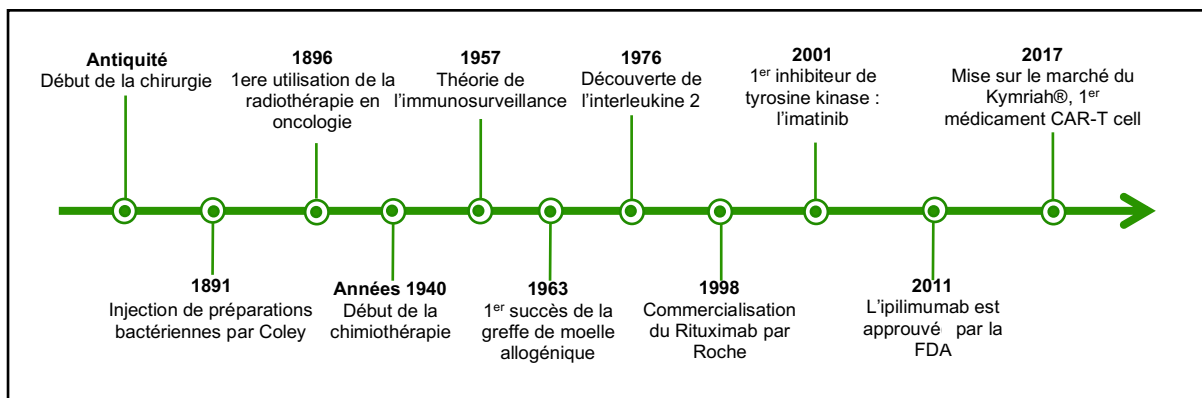 Antiquité
Début de la chirurgie
1896
1ere utilisation de la
radiothérapie en
oncologie
1957
Théorie de
l’immunosurveillance
1976
Découverte de
l’interleukine 2
2001
1er inhibiteur de
tyrosine kinase :
l’imatinib
2017
Mise sur le marché du
Kymriah®, 1er
médicament CAR-T cell
1891
Injection de préparations
bactériennes par Coley
Années 1940
Début de la
chimiothérapie
1963
1er succès de la
greffe de moelle
allogénique
1998
Commercialisation
du Rituximab par
Roche
2011
L’ipilimumab est
approuvé par la
FDA